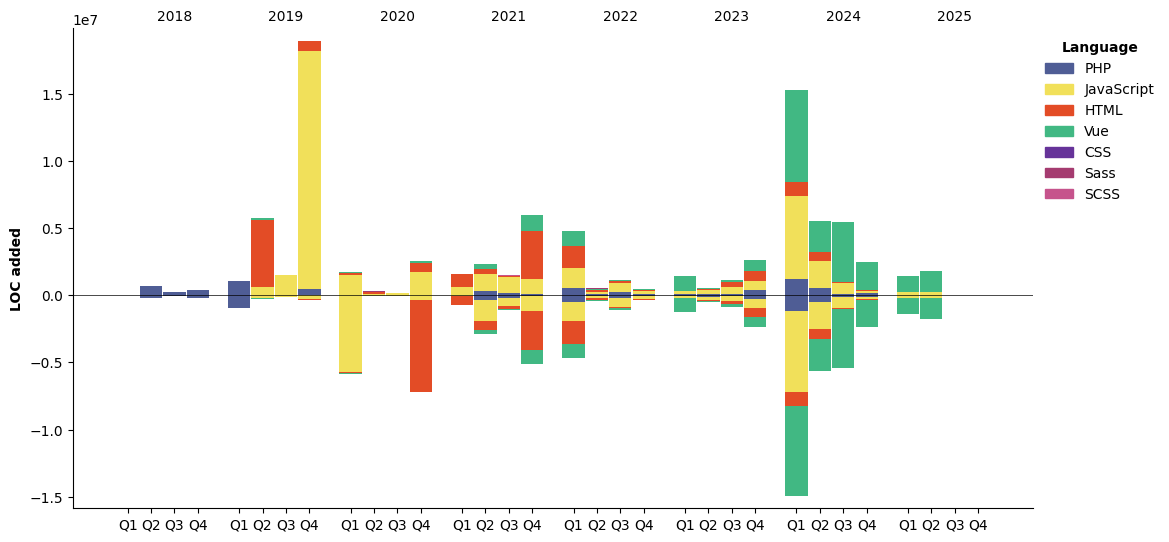 2018 2019 2020 2021 2022 2023 2024 2025
1e7
Language
PHP
JavaScript
HTML
Vue
CSS
Sass
SCSS
LOC added
1.5
1.0
0.5
0.0
−0.5
−1.0
−1.5
Q1 Q2 Q3 Q4 Q1 Q2 Q3 Q4 Q1 Q2 Q3 Q4 Q1 Q2 Q3 Q4 Q1 Q2 Q3 Q4 Q1 Q2 Q3 Q4 Q1 Q2 Q3 Q4 Q1 Q2 Q3 Q4